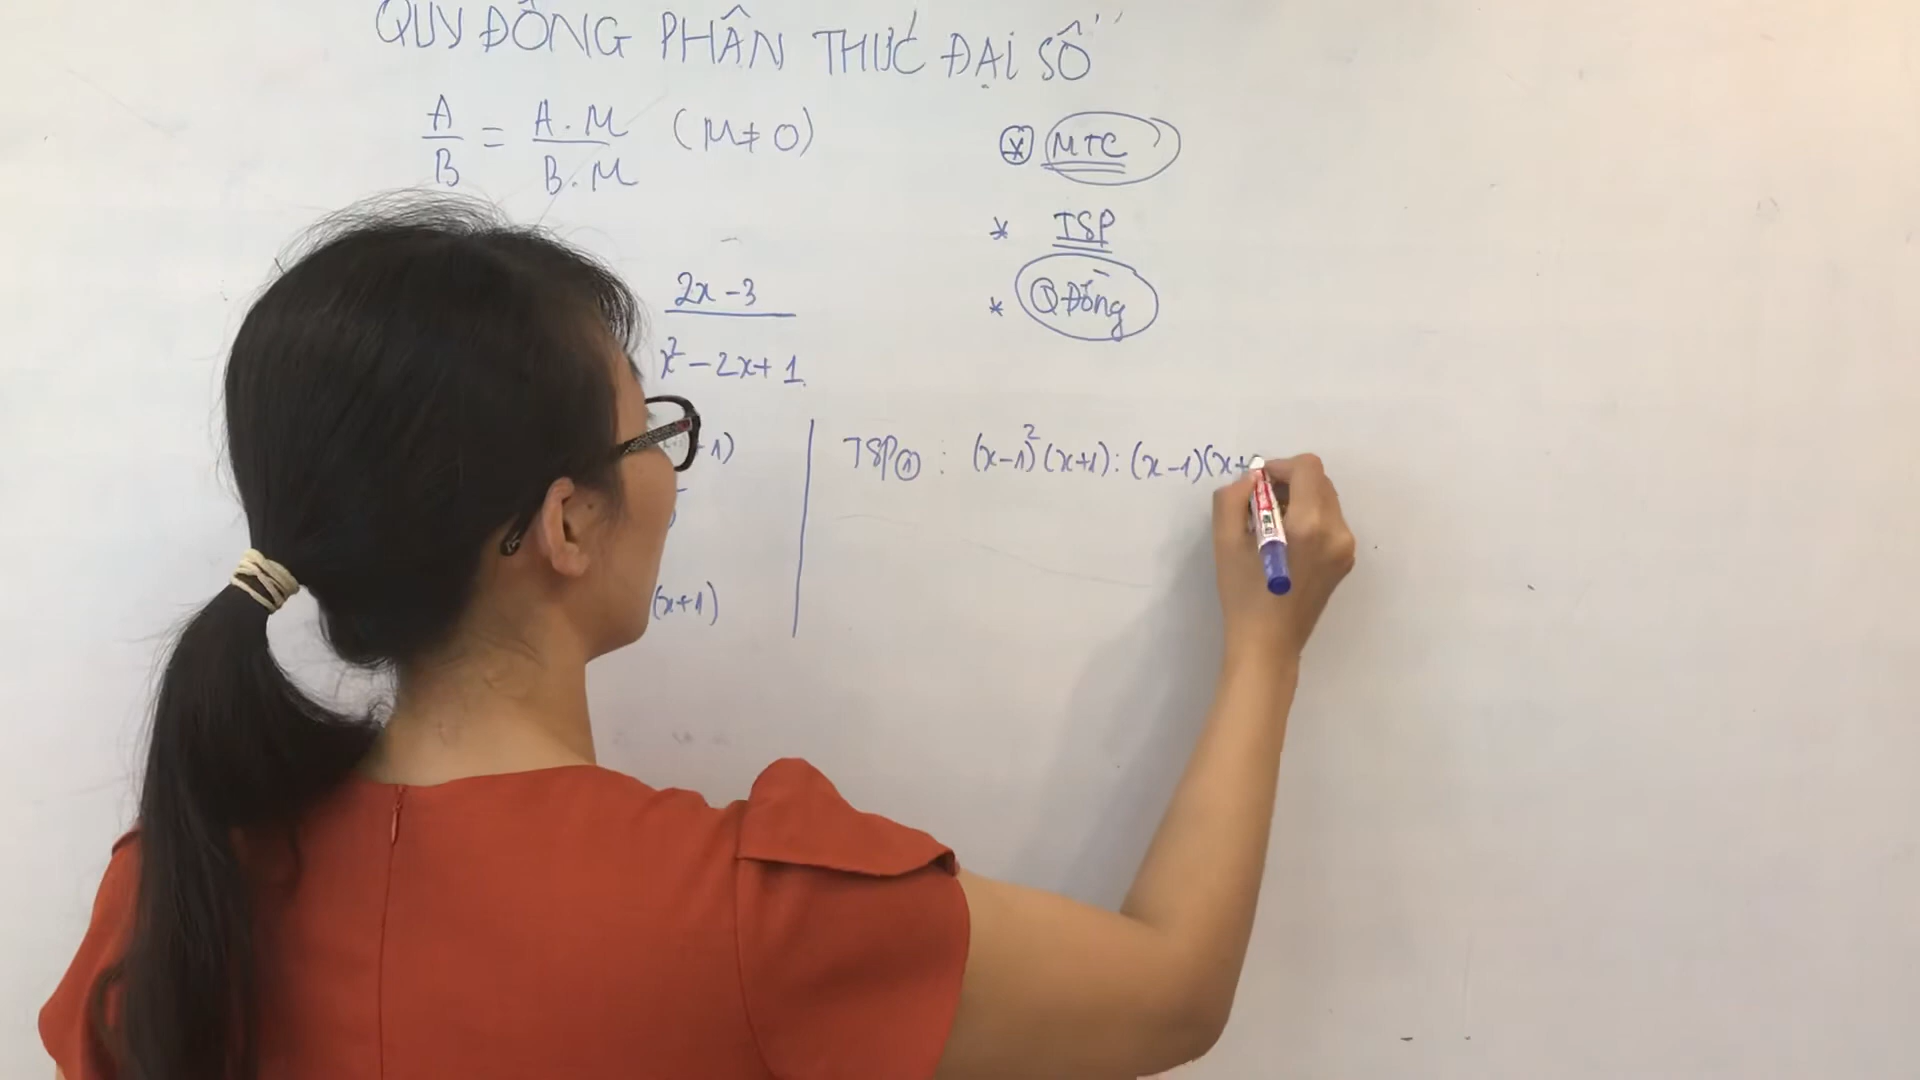 QUY ĐỒNG PHÂN THỨC ĐẠI SỐ"
A/B = A.M/B.M (M≠0)
* MTC
* TSP
* Q Đồng
2x-3
x²-2x+1
-1)
(x+1)
TSP① : (x-1)²(x+1):(x-1)(x+